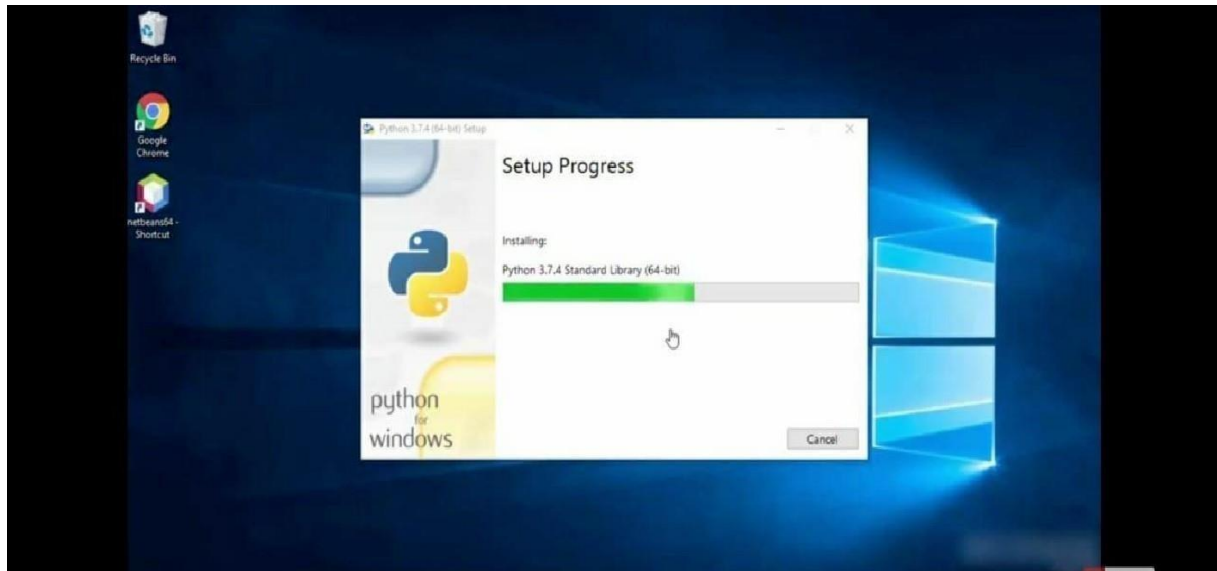 Recycle Bin
Google
Chrome
netbeans64 -
Shortcut
Python 3.7.4 (64-bit) Setup
Setup Progress
Installing:
Python 3.7.4 Standard Library (64-bit)
python
for
windows
Cancel